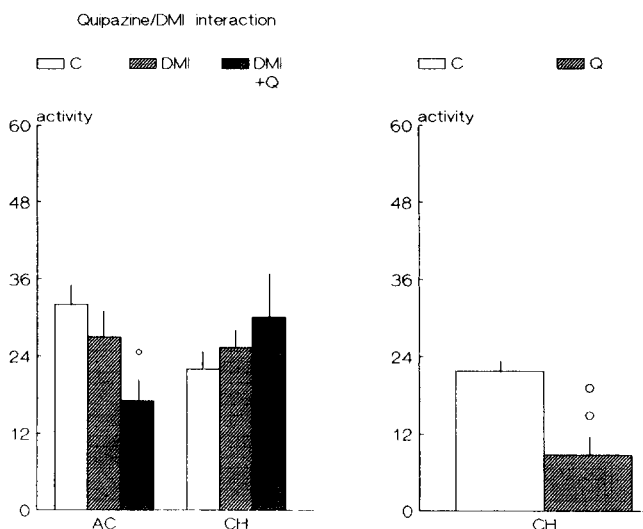 Quipazine/DMI interaction
C DMI DMI
+Q
activity
60
48
36
24
12
0
AC CH
C Q
activity
60
48
36
24
12
0
CH